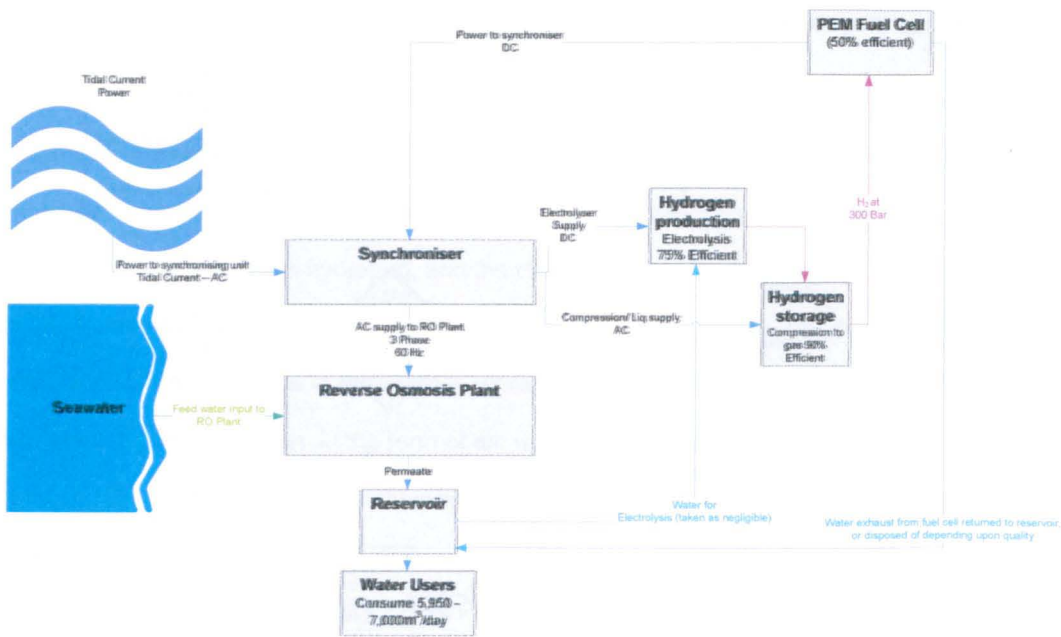 Power to synchroniser
DC
PEM Fuel Cell
(50% efficient)
Tidal Current
Power
H₂ at
300 Bar
Electrolyser
Supply
DC
Hydrogen
production
Electrolysis
75% Efficient
Synchroniser
Power to synchronising unit
Tidal Current – AC
Compression/ Liq supply
AC
Hydrogen
storage
Compression to
gas 90%
Efficient
AC supply to RO Plant
3 Phase
60 Hz
Reverse Osmosis Plant
Seawater
Feed water input to
RO Plant
Permeate
Reservoir
Water for
Electrolysis (taken as negligible)
Water exhaust from fuel cell returned to reservoir,
or disposed of depending upon quality
Water Users
Consume 5,950 –
7,000m³/day